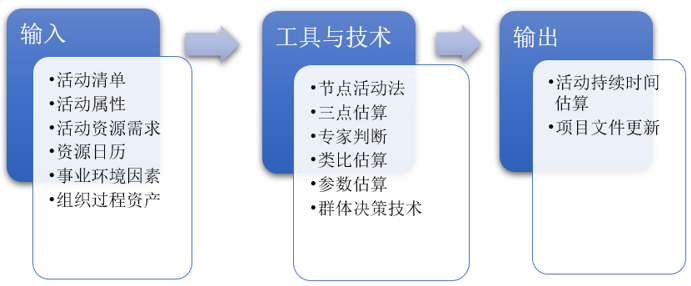 输入
•活动清单
•活动属性
•活动资源需求
•资源日历
•事业环境因素
•组织过程资产
工具与技术
•节点活动法
•三点估算
•专家判断
•类比估算
•参数估算
•群体决策技术
输出
•活动持续时间
估算
•项目文件更新